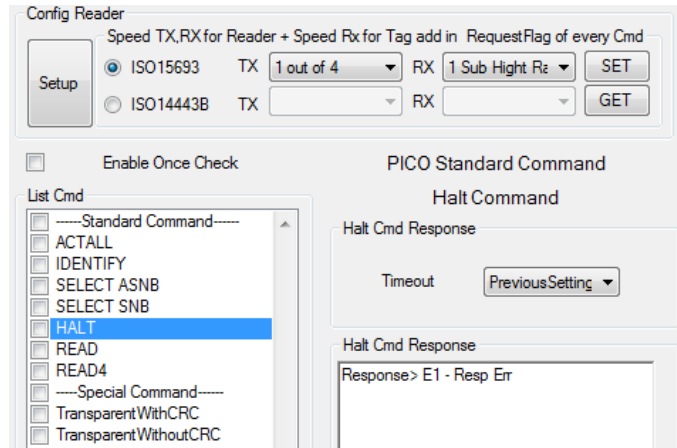 Config Reader
Speed TX,RX for Reader + Speed Rx for Tag add in RequestFlag of every Cmd
Setup
ISO15693 TX 1 out of 4 RX 1 Sub Hight Ra SET
ISO14443B TX RX GET
Enable Once Check
PICO Standard Command
List Cmd
Halt Command
-----Standard Command-----
ACTALL
IDENTIFY
SELECT ASNB
SELECT SNB
HALT
READ
READ4
-----Special Command-----
TransparentWithCRC
TransparentWithoutCRC
Halt Cmd Response
Timeout PreviousSetting
Halt Cmd Response
Response> E1 - Resp Err